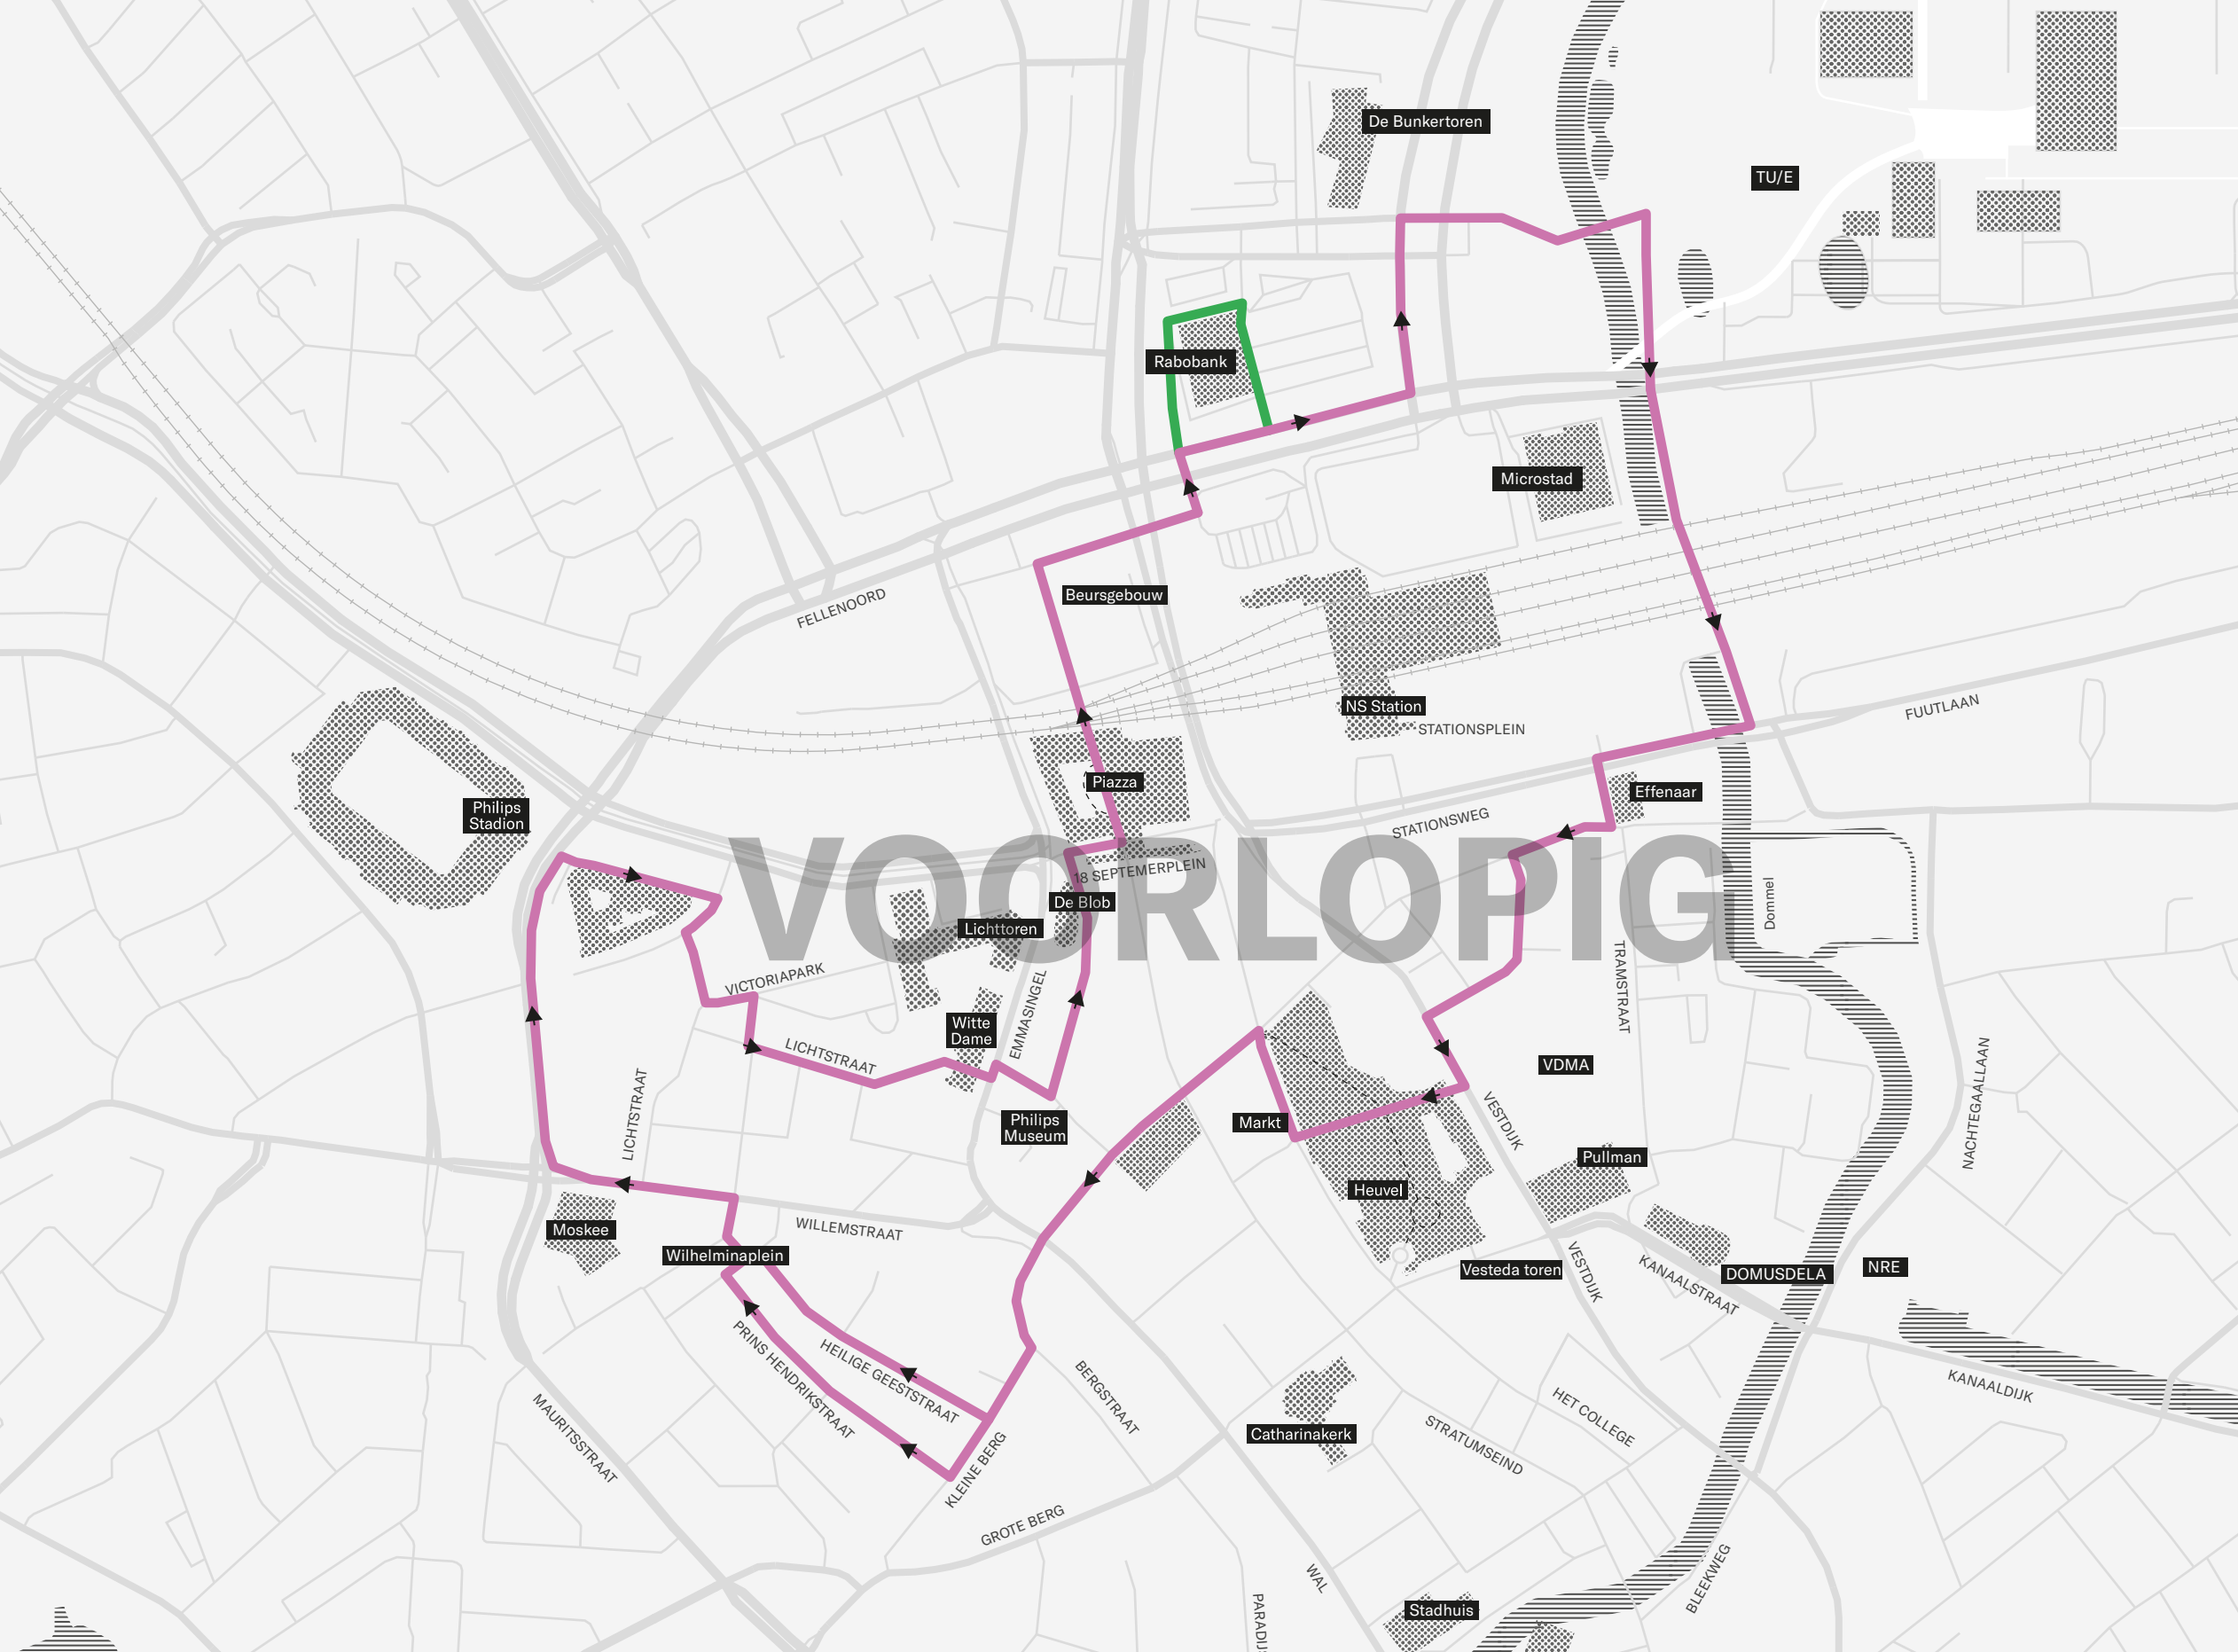 De Bunkertoren
TU/E
Rabobank
Microstad
Beursgebouw
FELLENOORD
NS Station
STATIONSPLEIN
FUUTLAAN
Piazza
Effenaar
Philips
Stadion
STATIONSWEG
18 SEPTEMERPLEIN
VOORLOPIG
De Blob
Dommel
Lichttoren
VICTORIAPARK
TRAMSTRAAT
EMMASINGEL
Witte
Dame
LICHTSTRAAT
VDMA
NACHTEGAALLAAN
LICHTSTRAAT
Philips
Museum
Markt
VESTDIJK
Pullman
Heuvel
Moskee
WILLEMSTRAAT
Wilhelminaplein
Vesteda toren
VESTDIJK
KANAALSTRAAT
DOMUSDELA
NRE
PRINS HENDRIKSTRAAT
HEILIGE GEESTSTRAAT
BERGSTRAAT
KANAALDIJK
MAURITSSTRAAT
KLEINE BERG
Catharinakerk
STRATUMSEIND
HET COLLEGE
GROTE BERG
WAL
BLEEKWEG
Stadhuis